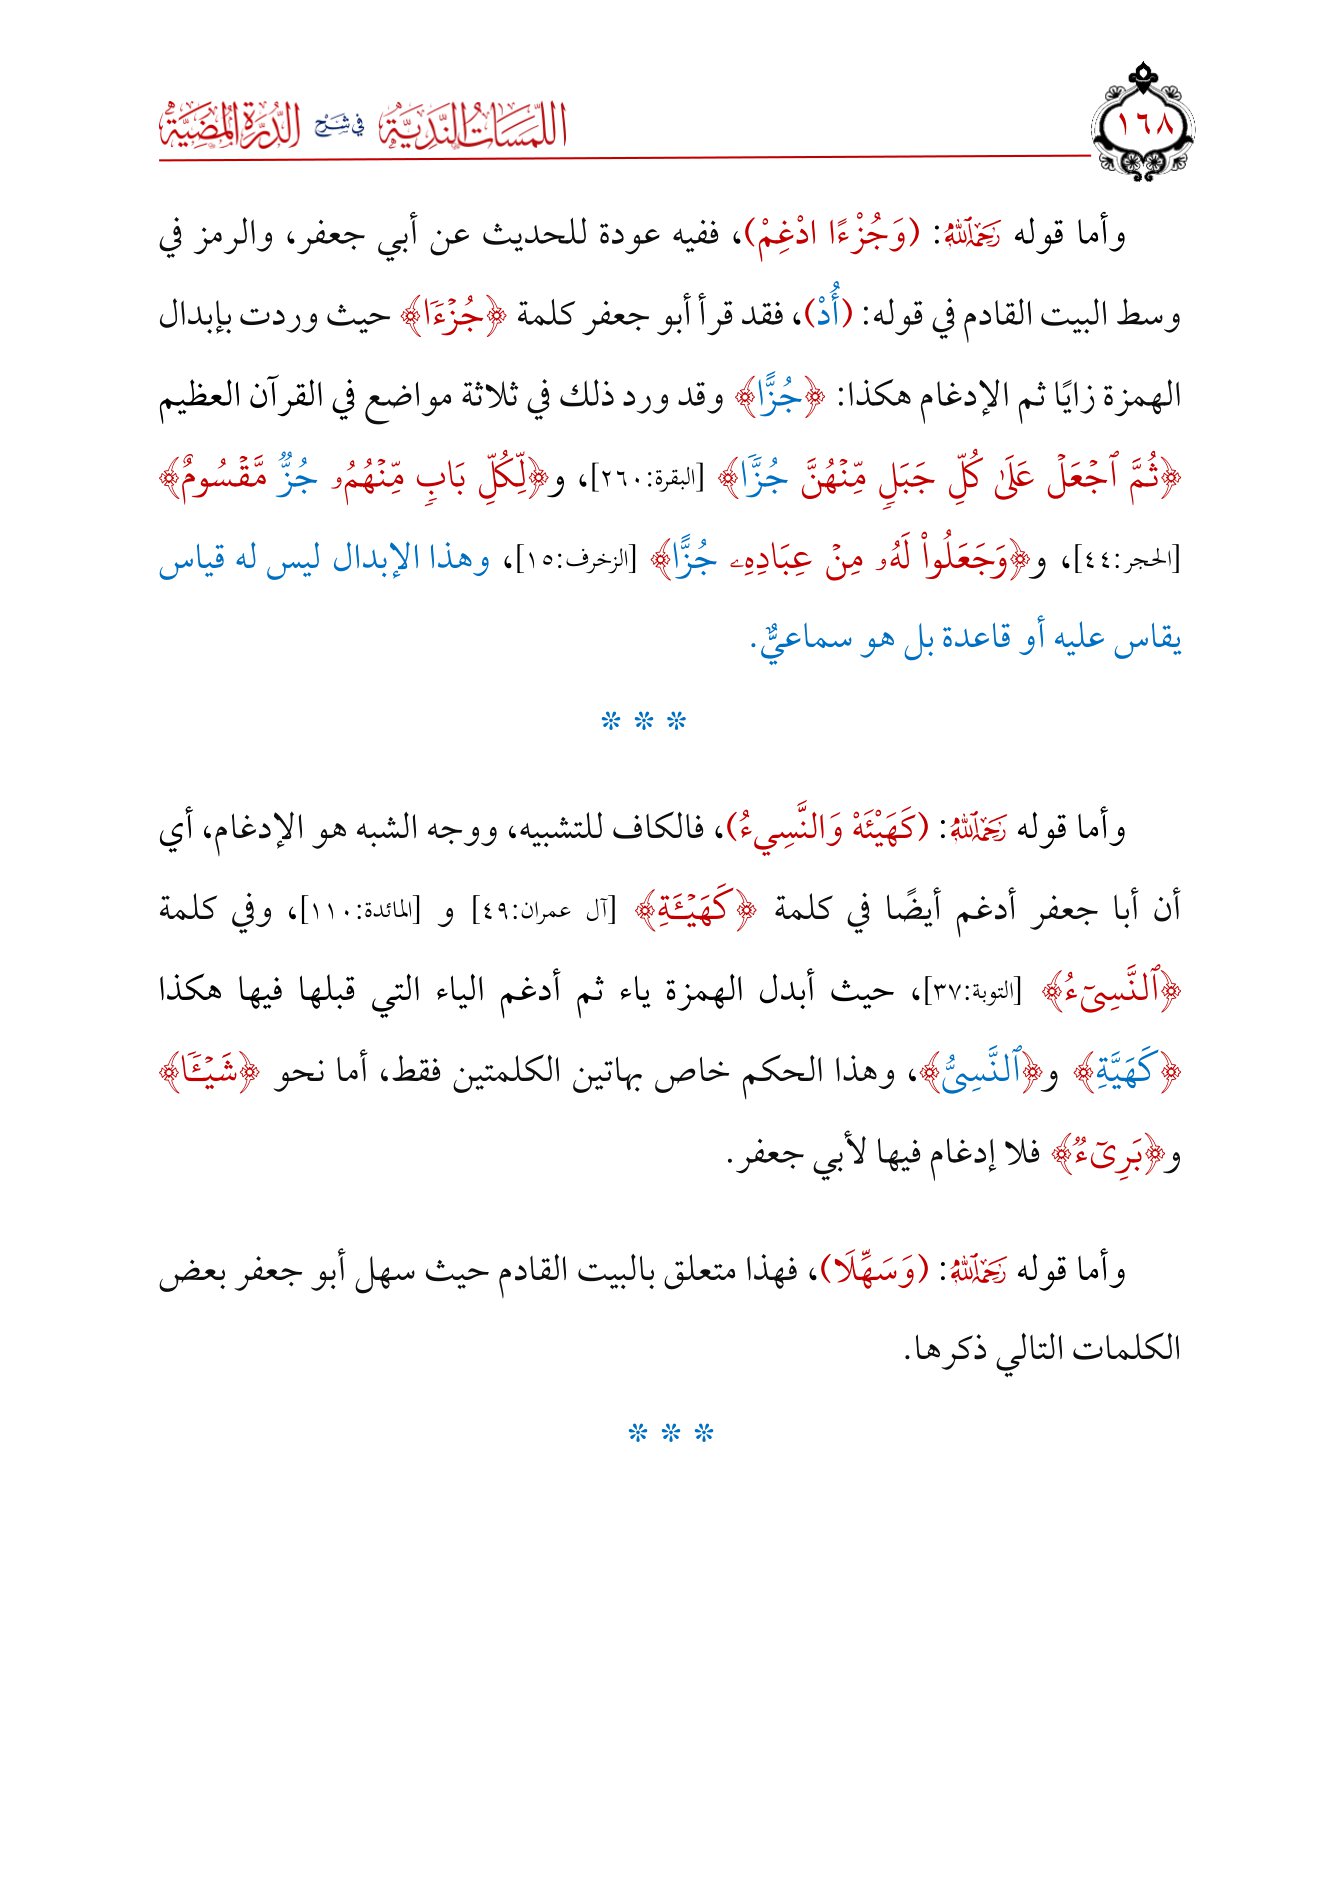 اللمسات الندية في شرح الدرة المضية
١٦٨
وأما قوله رَحِمَهُ ٱللَّهُ: (وَجُزْءًا ادْغِمْ)، ففيه عودة للحديث عن أبي جعفر، والرمز في
وسط البيت القادم في قوله: (أُدْ)، فقد قرأ أبو جعفر كلمة ﴿جُزْءًا﴾ حيث وردت بإبدال
الهمزة زايًا ثم الإدغام هكذا: ﴿جُزًّا﴾ وقد ورد ذلك في ثلاثة مواضع في القرآن العظيم
﴿ثُمَّ ٱجْعَلْ عَلَىٰ كُلِّ جَبَلٍ مِّنْهُنَّ جُزًّا﴾ [البقرة:٢٦٠]، و﴿لِّكُلِّ بَابٍ مِّنْهُمُۥ جُزٌّ مَّقْسُومٌ﴾
[الحجر:٤٤]، و﴿وَجَعَلُوا۟ لَهُۥ مِنْ عِبَادِهِۦ جُزًّا﴾ [الزخرف:١٥]، وهذا الإبدال ليس له قياس
يقاس عليه أو قاعدة بل هو سماعيٌّ.
* * *
وأما قوله رَحِمَهُ ٱللَّهُ: (كَهَيْئَهْ وَالنَّسِيءُ)، فالكاف للتشبيه، ووجه الشبه هو الإدغام، أي
أن أبا جعفر أدغم أيضًا في كلمة ﴿كَهَيْـَٔةِ﴾ [آل عمران:٤٩] و [المائدة:١١٠]، وفي كلمة
﴿ٱلنَّسِىٓءُ﴾ [التوبة:٣٧]، حيث أبدل الهمزة ياء ثم أدغم الياء التي قبلها فيها هكذا
﴿كَهَيَّةِ﴾ و﴿ٱلنَّسِىُّ﴾، وهذا الحكم خاص بهاتين الكلمتين فقط، أما نحو ﴿شَيْـًٔا﴾
و﴿بَرِىٓءٌ﴾ فلا إدغام فيها لأبي جعفر.
وأما قوله رَحِمَهُ ٱللَّهُ: (وَسَهِّلَا)، فهذا متعلق بالبيت القادم حيث سهل أبو جعفر بعض
الكلمات التالي ذكرها.
* * *